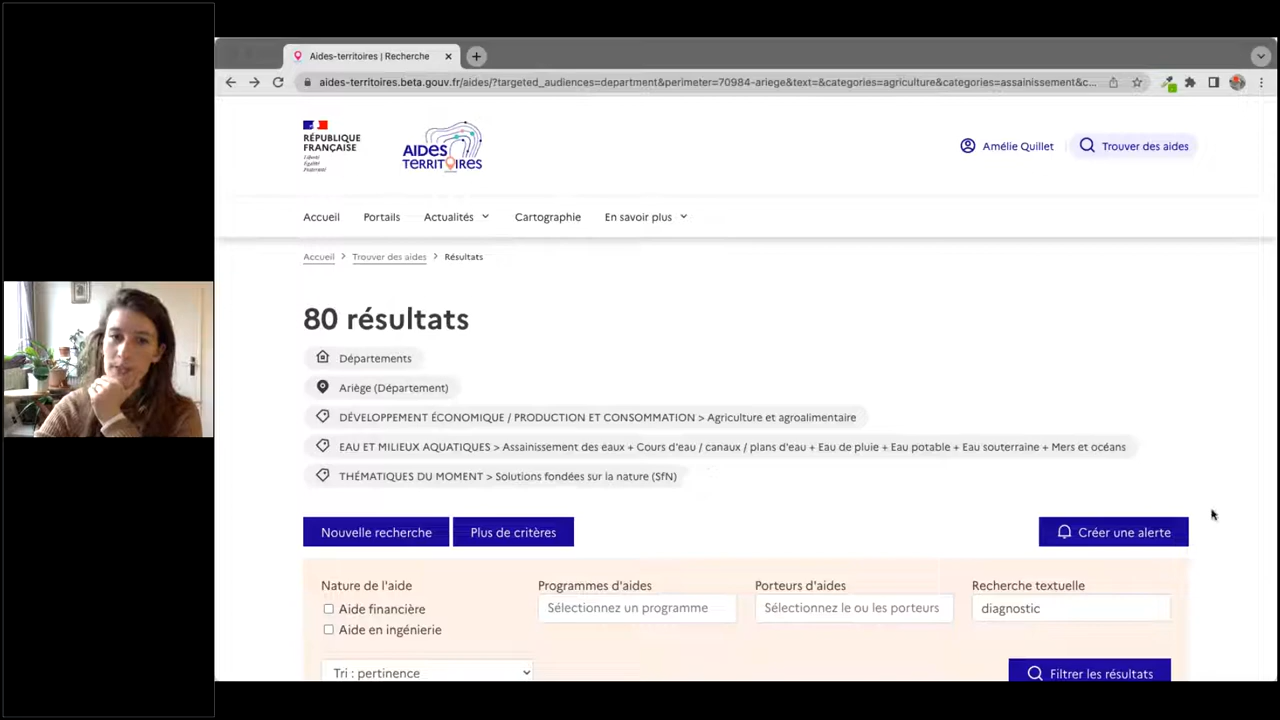 Aides-territoires | Recherche
aides-territoires.beta.gouv.fr/aides/?targeted_audiences=department&perimeter=70984-ariege&text=&categories=agriculture&categories=assainissement&c...
RÉPUBLIQUE
FRANÇAISE
Liberté
Égalité
Fraternité
AIDES
TERRITOIRES
Amélie Quillet
Trouver des aides
Accueil Portails Actualités Cartographie En savoir plus
Accueil > Trouver des aides > Résultats
80 résultats
Départements
Ariège (Département)
DÉVELOPPEMENT ÉCONOMIQUE / PRODUCTION ET CONSOMMATION > Agriculture et agroalimentaire
EAU ET MILIEUX AQUATIQUES > Assainissement des eaux + Cours d'eau / canaux / plans d'eau + Eau de pluie + Eau potable + Eau souterraine + Mers et océans
THÉMATIQUES DU MOMENT > Solutions fondées sur la nature (SfN)
Nouvelle recherche Plus de critères Créer une alerte
Nature de l'aide Programmes d'aides Porteurs d'aides Recherche textuelle
Aide financière Sélectionnez un programme Sélectionnez le ou les porteurs diagnostic
Aide en ingénierie
Tri : pertinence Filtrer les résultats